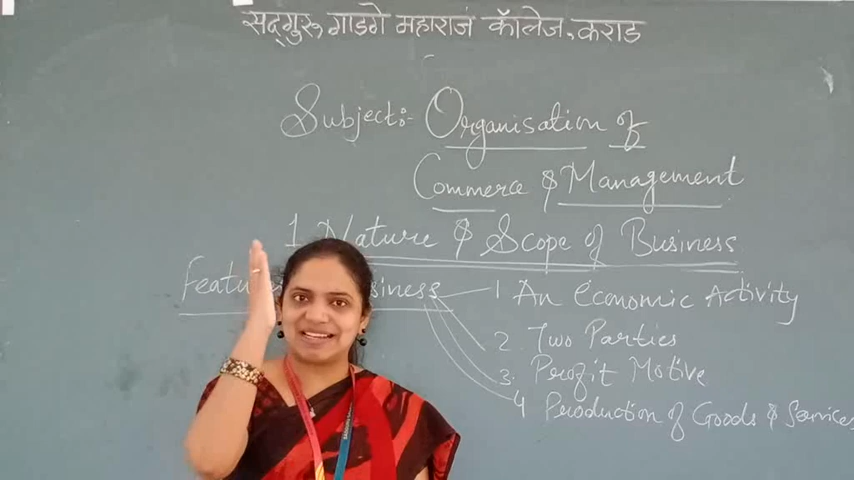 सद्‌गुरू गाडगे महाराज कॉलेज, कराड
Subject:- Organisation of
Commerce & Management
1 Nature & Scope of Business
1 An Economic Activity
2 Two Parties
3. Profit Motive
4 Production of Goods & Services